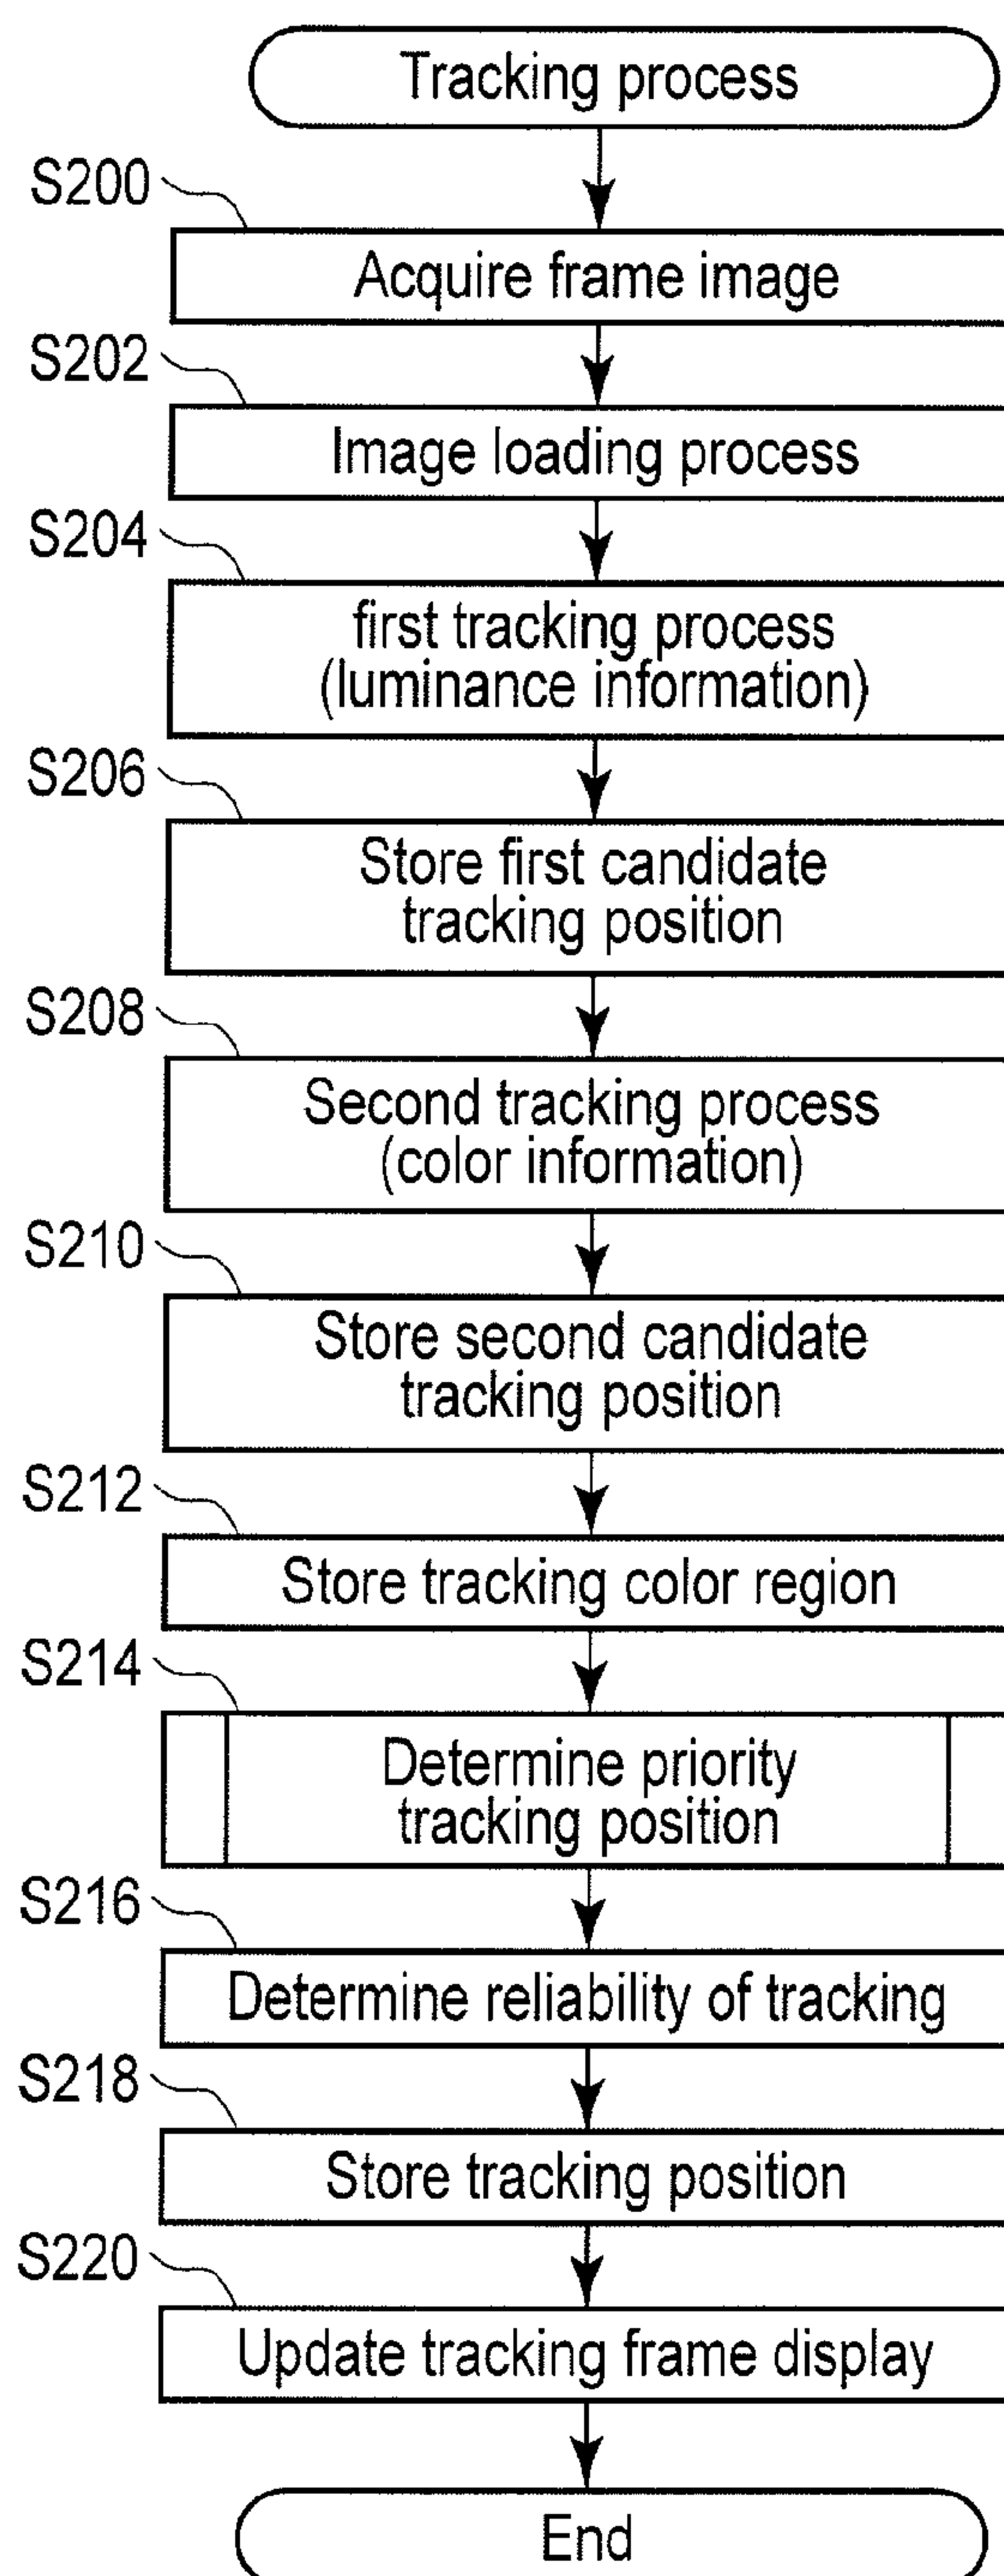 Tracking process
S200
Acquire frame image
S202
Image loading process
S204
first tracking process
(luminance information)
S206
Store first candidate
tracking position
S208
Second tracking process
(color information)
S210
Store second candidate
tracking position
S212
Store tracking color region
S214
Determine priority
tracking position
S216
Determine reliability of tracking
S218
Store tracking position
S220
Update tracking frame display
End